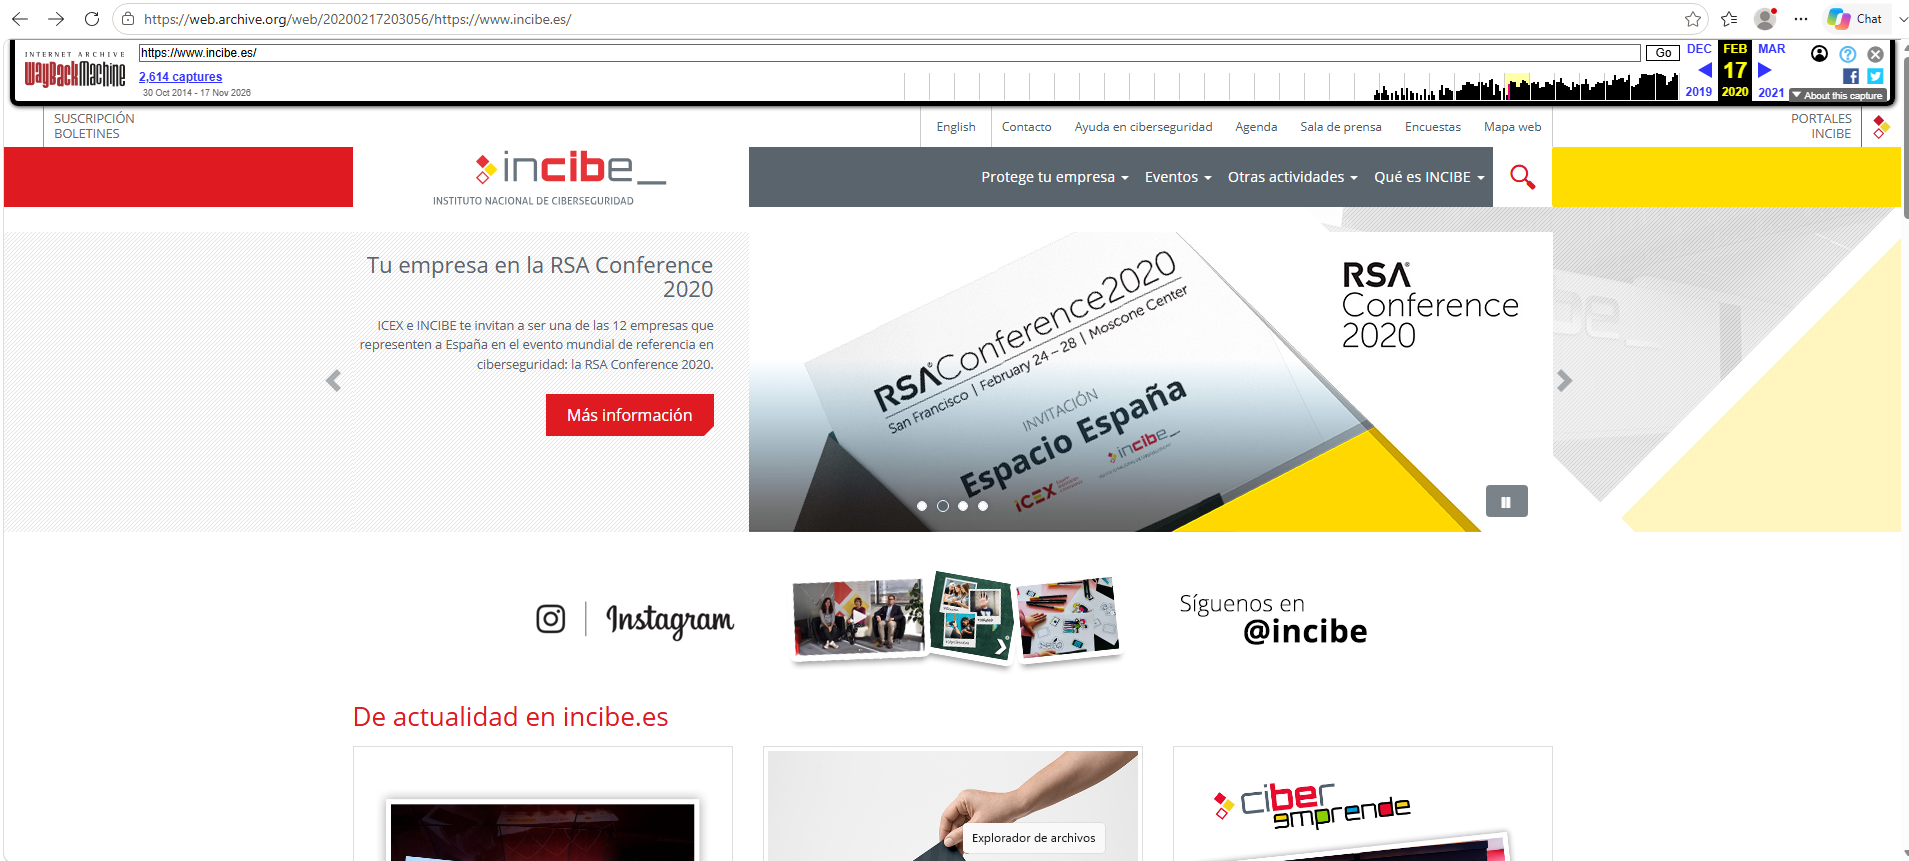 https://web.archive.org/web/20200217203056/https://www.incibe.es/
Chat
INTERNET ARCHIVE
WayBackMachine
https://www.incibe.es/
Go
DEC
FEB
MAR
2,614 captures
17
30 Oct 2014 - 17 Nov 2026
2019
2020
2021
About this capture
SUSCRIPCIÓN
BOLETINES
English
Contacto
Ayuda en ciberseguridad
Agenda
Sala de prensa
Encuestas
Mapa web
PORTALES
INCIBE
incibe_
INSTITUTO NACIONAL DE CIBERSEGURIDAD
Protege tu empresa
Eventos
Otras actividades
Qué es INCIBE
Tu empresa en la RSA Conference
2020
ICEX e INCIBE te invitan a ser una de las 12 empresas que
representen a España en el evento mundial de referencia en
ciberseguridad: la RSA Conference 2020.
Más información
RSAConference2020
San Francisco | February 24 – 28 | Moscone Center
INVITACIÓN
Espacio España
icex
incibe_
RSA
Conference
2020
Instagram
Síguenos en
@incibe
De actualidad en incibe.es
ciber
emprende
Explorador de archivos